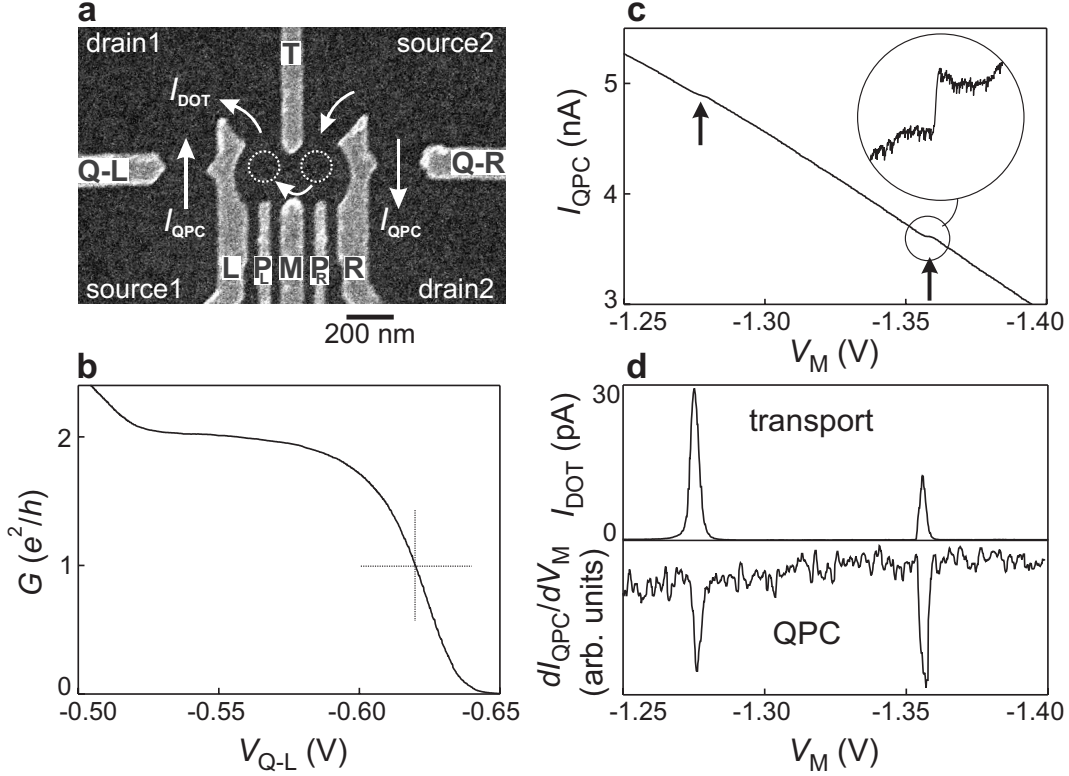 a
drain1
source2
T
I_DOT
Q-L
Q-R
I_QPC
I_QPC
L
P_L
M
P_R
R
source1
drain2
200 nm
b
2
1
0
G (e^2/h)
-0.50
-0.55
-0.60
-0.65
V_Q-L (V)
c
5
4
3
I_QPC (nA)
-1.25
-1.30
-1.35
-1.40
V_M (V)
d
30
0
I_DOT (pA)
transport
dI_QPC/dV_M
(arb. units)
QPC
-1.25
-1.30
-1.35
-1.40
V_M (V)